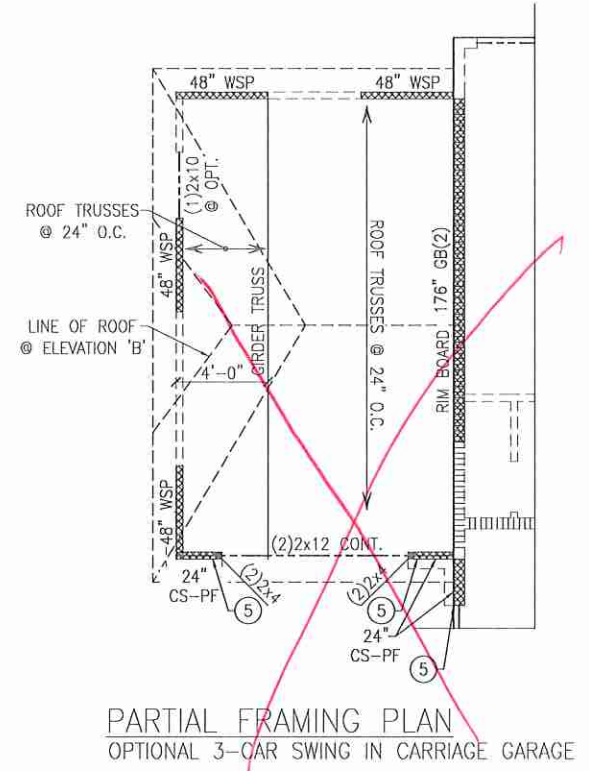 48" WSP
48" WSP
(1)2x10
@ OPT.
ROOF TRUSSES
@ 24" O.C.
48" WSP
LINE OF ROOF
@ ELEVATION 'B'
4'-0"
GIRDER TRUSS
ROOF TRUSSES @ 24" O.C.
RIM BOARD 176" GB(2)
48" WSP
(2)2x12 CONT.
24"
CS-PF
(2)2x4
5
(2)2x4
5
24"
CS-PF
5
PARTIAL FRAMING PLAN
OPTIONAL 3-CAR SWING IN CARRIAGE GARAGE